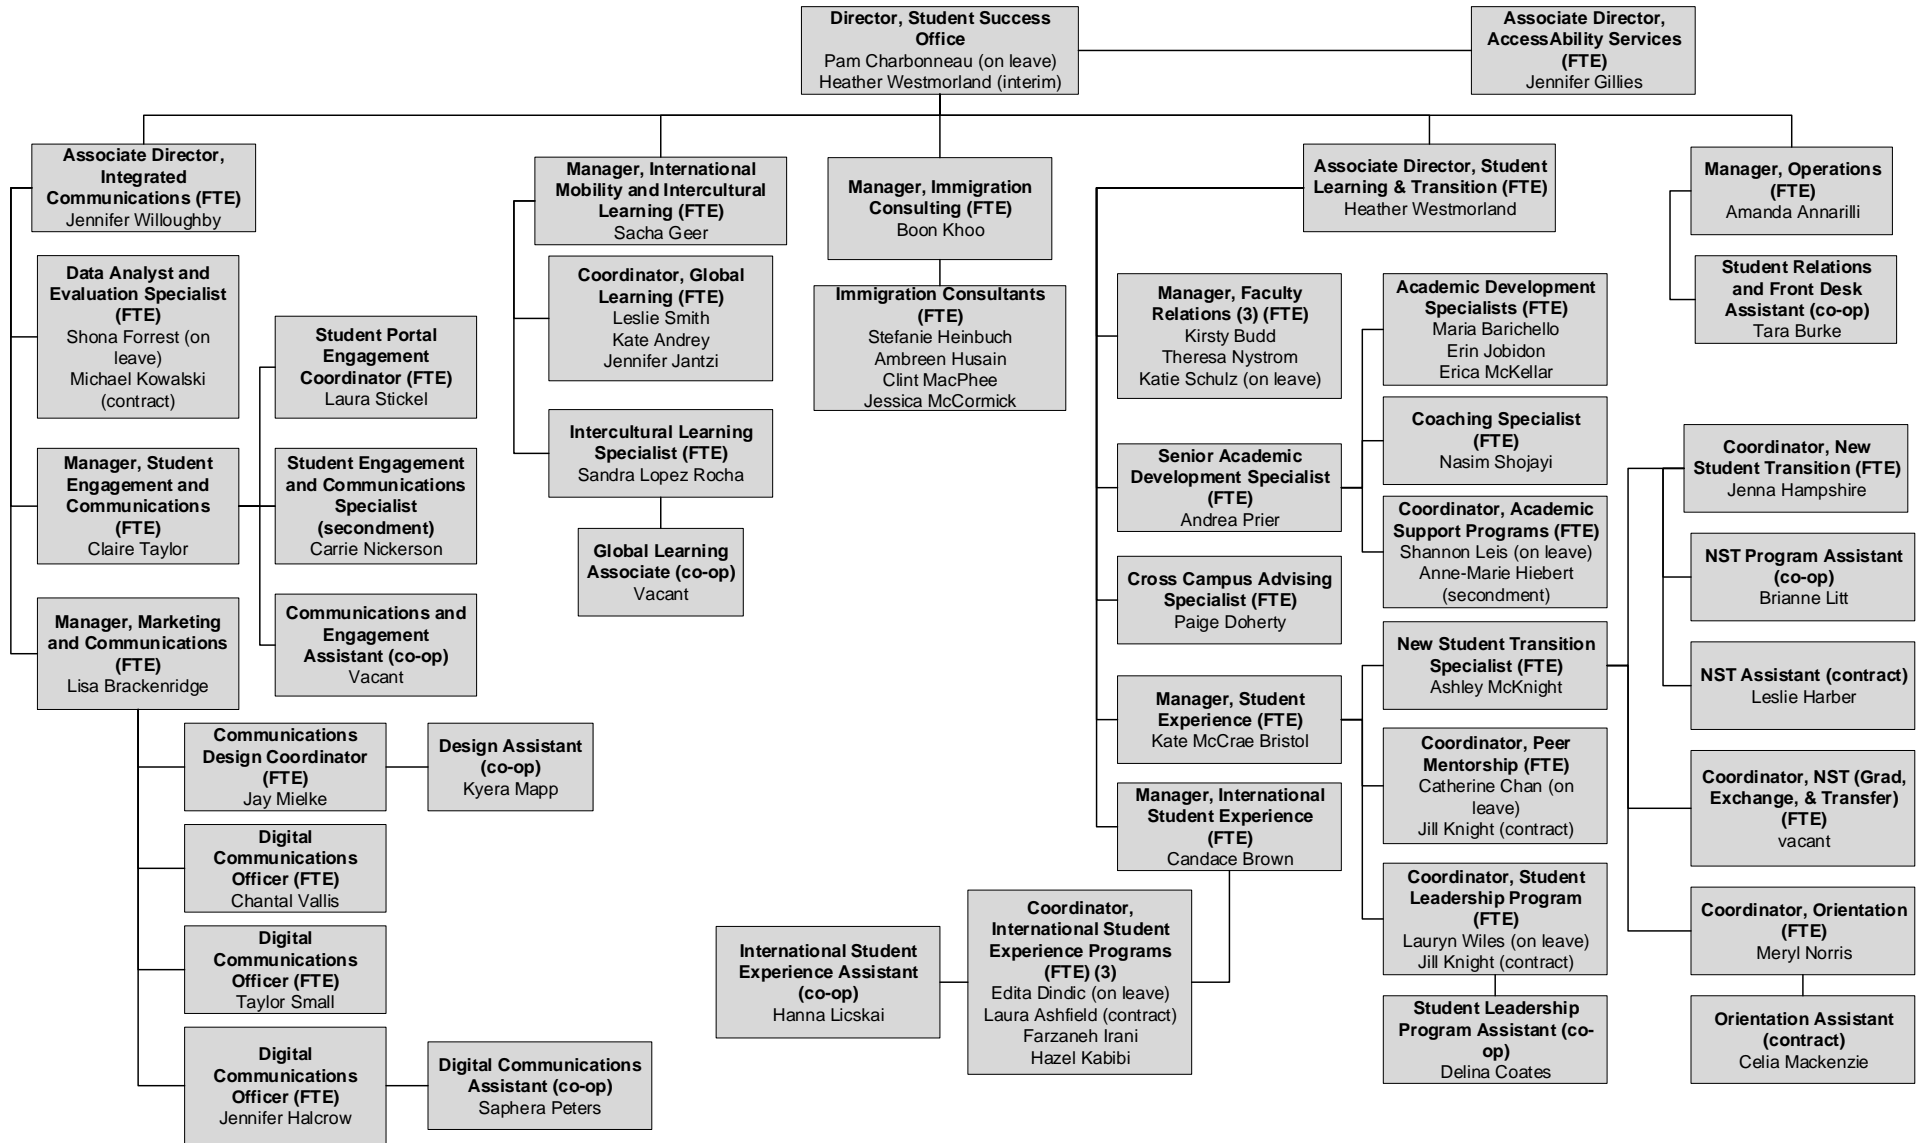 Director, Student Success
Office
Pam Charbonneau (on leave)
Heather Westmorland (interim)
Associate Director,
AccessAbility Services
(FTE)
Jennifer Gillies
Associate Director,
Integrated
Communications (FTE)
Jennifer Willoughby
Data Analyst and
Evaluation Specialist
(FTE)
Shona Forrest (on
leave)
Michael Kowalski
(contract)
Manager, Student
Engagement and
Communications
(FTE)
Claire Taylor
Student Portal
Engagement
Coordinator (FTE)
Laura Stickel
Student Engagement
and Communications
Specialist
(secondment)
Carrie Nickerson
Communications and
Engagement
Assistant (co-op)
Vacant
Manager, Marketing
and Communications
(FTE)
Lisa Brackenridge
Communications
Design Coordinator
(FTE)
Jay Mielke
Design Assistant
(co-op)
Kyera Mapp
Digital
Communications
Officer (FTE)
Chantal Vallis
Digital
Communications
Officer (FTE)
Taylor Small
Digital
Communications
Officer (FTE)
Jennifer Halcrow
Digital Communications
Assistant (co-op)
Saphera Peters
Manager, International
Mobility and Intercultural
Learning (FTE)
Sacha Geer
Coordinator, Global
Learning (FTE)
Leslie Smith
Kate Andrey
Jennifer Jantzi
Intercultural Learning
Specialist (FTE)
Sandra Lopez Rocha
Global Learning
Associate (co-op)
Vacant
Manager, Immigration
Consulting (FTE)
Boon Khoo
Immigration Consultants
(FTE)
Stefanie Heinbuch
Ambreen Husain
Clint MacPhee
Jessica McCormick
Associate Director, Student
Learning & Transition (FTE)
Heather Westmorland
Manager, Faculty
Relations (3) (FTE)
Kirsty Budd
Theresa Nystrom
Katie Schulz (on leave)
Senior Academic
Development Specialist
(FTE)
Andrea Prier
Academic Development
Specialists (FTE)
Maria Barichello
Erin Jobidon
Erica McKellar
Coaching Specialist
(FTE)
Nasim Shojayi
Coordinator, Academic
Support Programs (FTE)
Shannon Leis (on leave)
Anne-Marie Hiebert
(secondment)
Cross Campus Advising
Specialist (FTE)
Paige Doherty
Manager, Student
Experience (FTE)
Kate McCrae Bristol
New Student Transition
Specialist (FTE)
Ashley McKnight
Coordinator, Peer
Mentorship (FTE)
Catherine Chan (on
leave)
Jill Knight (contract)
Coordinator, Student
Leadership Program
(FTE)
Lauryn Wiles (on leave)
Jill Knight (contract)
Student Leadership
Program Assistant (co-
op)
Delina Coates
Manager, International
Student Experience
(FTE)
Candace Brown
Coordinator,
International Student
Experience Programs
(FTE) (3)
Edita Dindic (on leave)
Laura Ashfield (contract)
Farzaneh Irani
Hazel Kabibi
International Student
Experience Assistant
(co-op)
Hanna Licskai
Manager, Operations
(FTE)
Amanda Annarilli
Student Relations
and Front Desk
Assistant (co-op)
Tara Burke
Coordinator, New
Student Transition (FTE)
Jenna Hampshire
NST Program Assistant
(co-op)
Brianne Litt
NST Assistant (contract)
Leslie Harber
Coordinator, NST (Grad,
Exchange, & Transfer)
(FTE)
vacant
Coordinator, Orientation
(FTE)
Meryl Norris
Orientation Assistant
(contract)
Celia Mackenzie